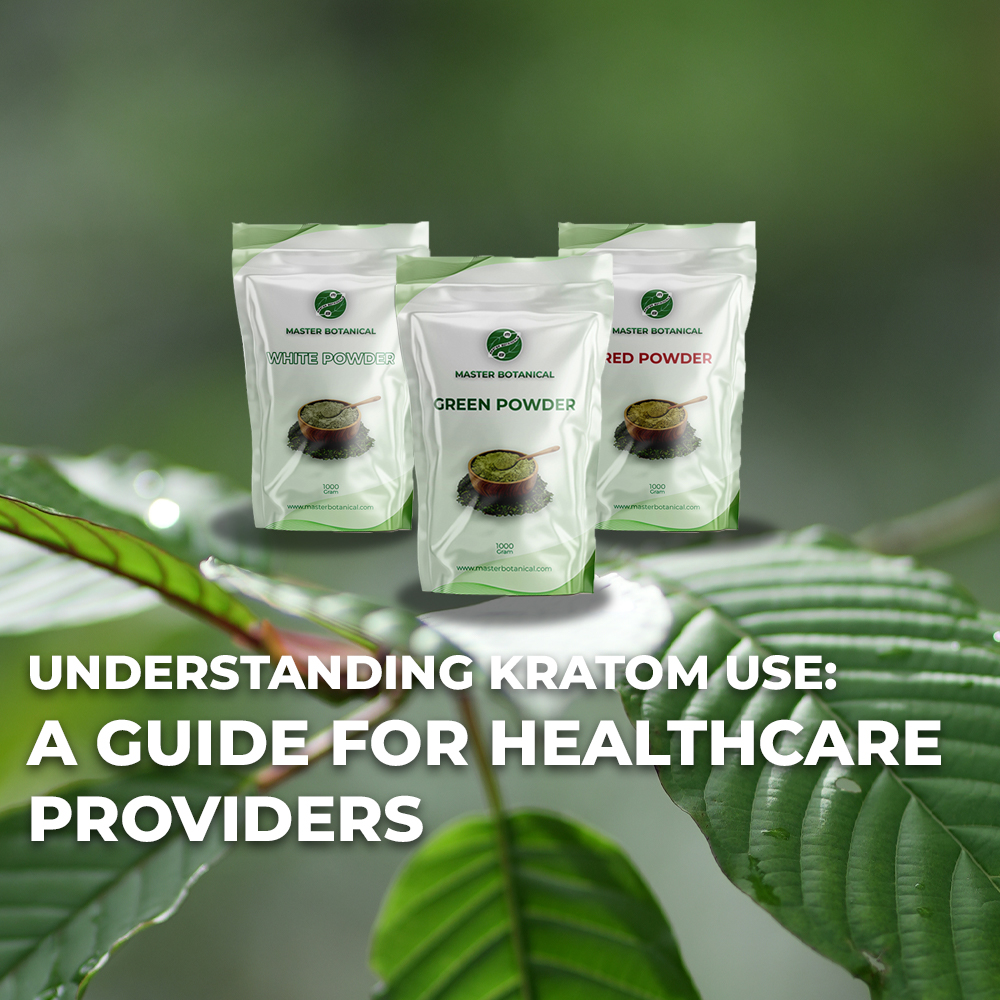 MASTER BOTANICAL
WHITE POWDER
1000
Gram
www.masterbotanical.com
MASTER BOTANICAL
GREEN POWDER
1000
Gram
www.masterbotanical.com
MASTER BOTANICAL
RED POWDER
1000
Gram
www.masterbotanical.com
UNDERSTANDING KRATOM USE:
A GUIDE FOR HEALTHCARE
PROVIDERS